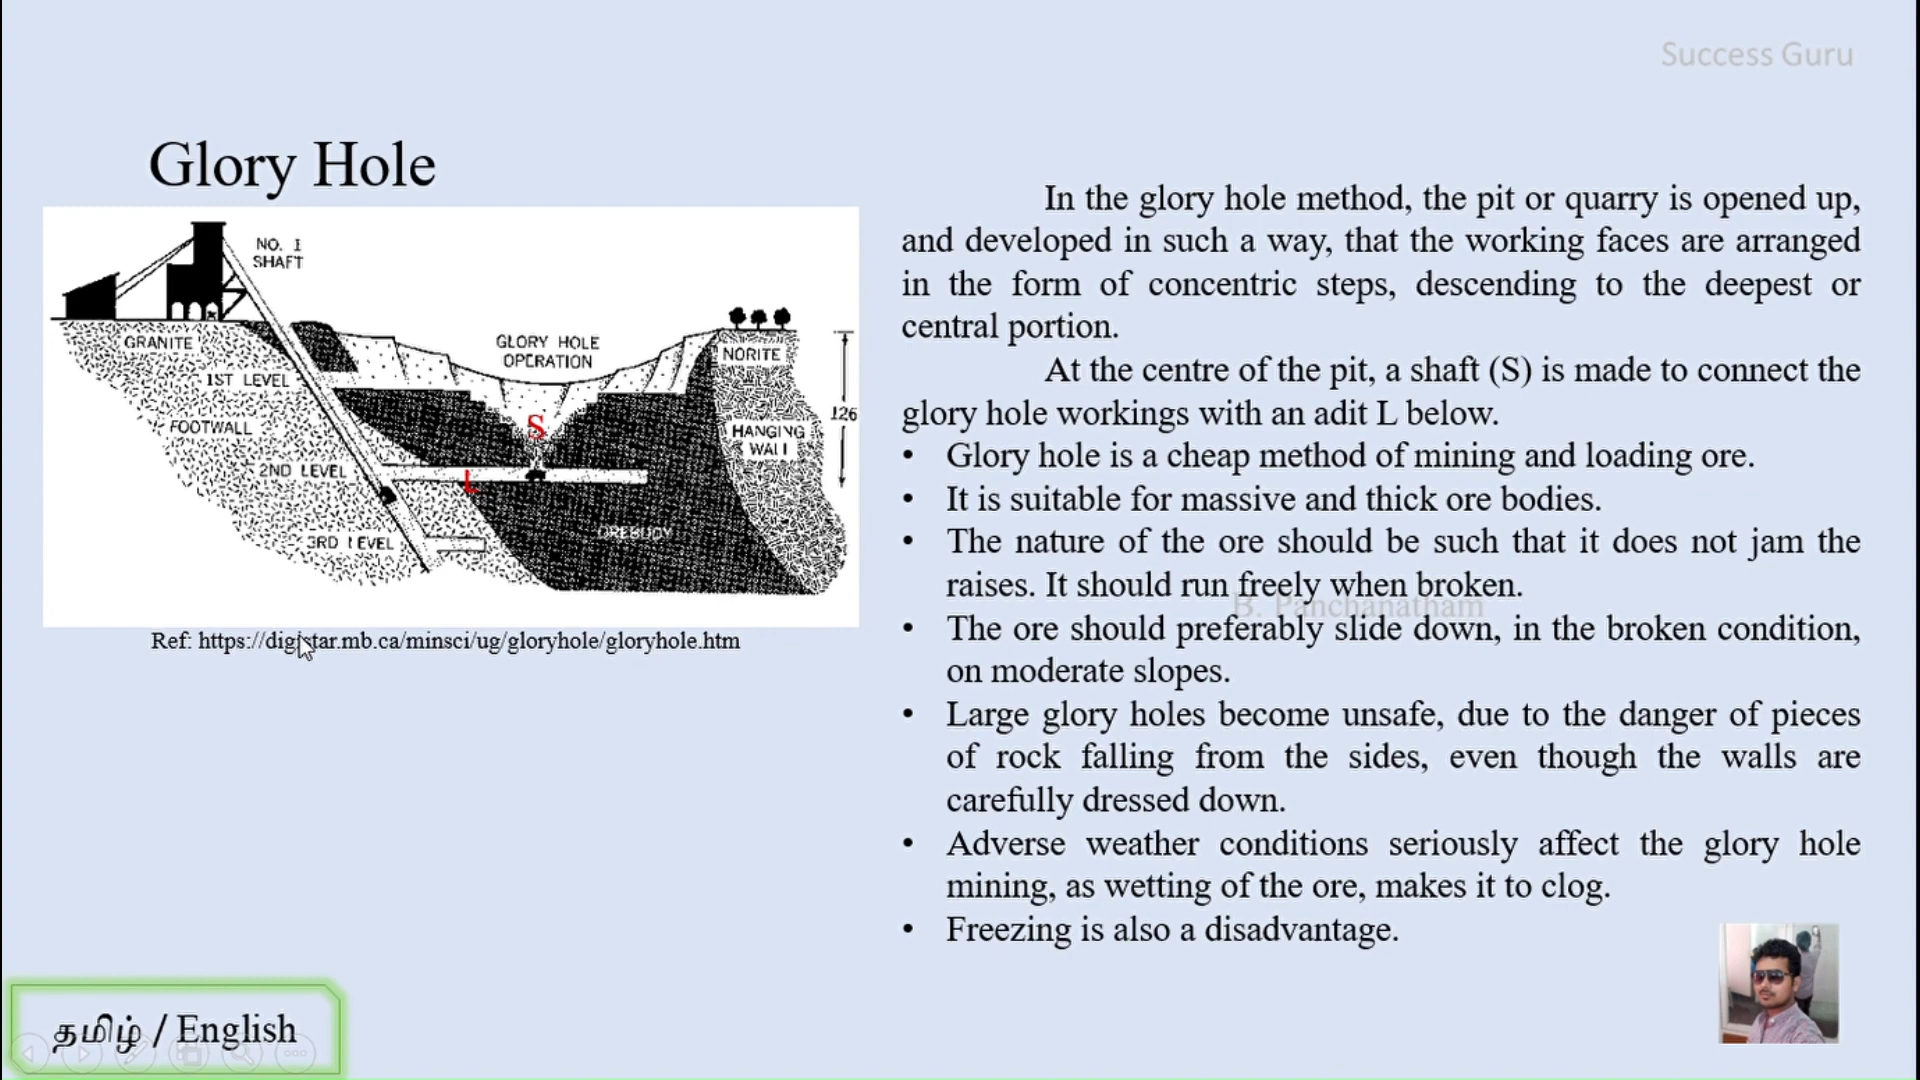 Success Guru
Glory Hole
NO. 1
SHAFT
GLORY HOLE
OPERATION
GRANITE
NORITE
1ST LEVEL
126
FOOTWALL
S
HANGING
WALL
2ND LEVEL
L
OREBODY
3RD LEVEL
Ref: https://digistar.mb.ca/minsci/ug/gloryhole/gloryhole.htm
In the glory hole method, the pit or quarry is opened up,
and developed in such a way, that the working faces are arranged
in the form of concentric steps, descending to the deepest or
central portion.
At the centre of the pit, a shaft (S) is made to connect the
glory hole workings with an adit L below.
• Glory hole is a cheap method of mining and loading ore.
• It is suitable for massive and thick ore bodies.
• The nature of the ore should be such that it does not jam the
raises. It should run freely when broken.
B. Panchanatham
• The ore should preferably slide down, in the broken condition,
on moderate slopes.
• Large glory holes become unsafe, due to the danger of pieces
of rock falling from the sides, even though the walls are
carefully dressed down.
• Adverse weather conditions seriously affect the glory hole
mining, as wetting of the ore, makes it to clog.
• Freezing is also a disadvantage.
தமிழ் / English